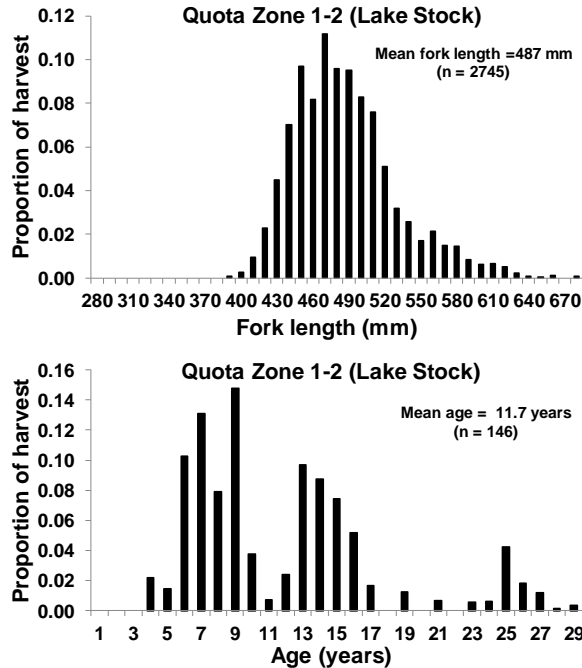 Quota Zone 1-2 (Lake Stock)
Mean fork length =487 mm
(n = 2745)
Proportion of harvest
0.12
0.10
0.08
0.06
0.04
0.02
0.00
280 310 340 370 400 430 460 490 520 550 580 610 640 670
Fork length (mm)
Quota Zone 1-2 (Lake Stock)
Mean age = 11.7 years
(n = 146)
Proportion of harvest
0.16
0.14
0.12
0.10
0.08
0.06
0.04
0.02
0.00
1 3 5 7 9 11 13 15 17 19 21 23 25 27 29
Age (years)